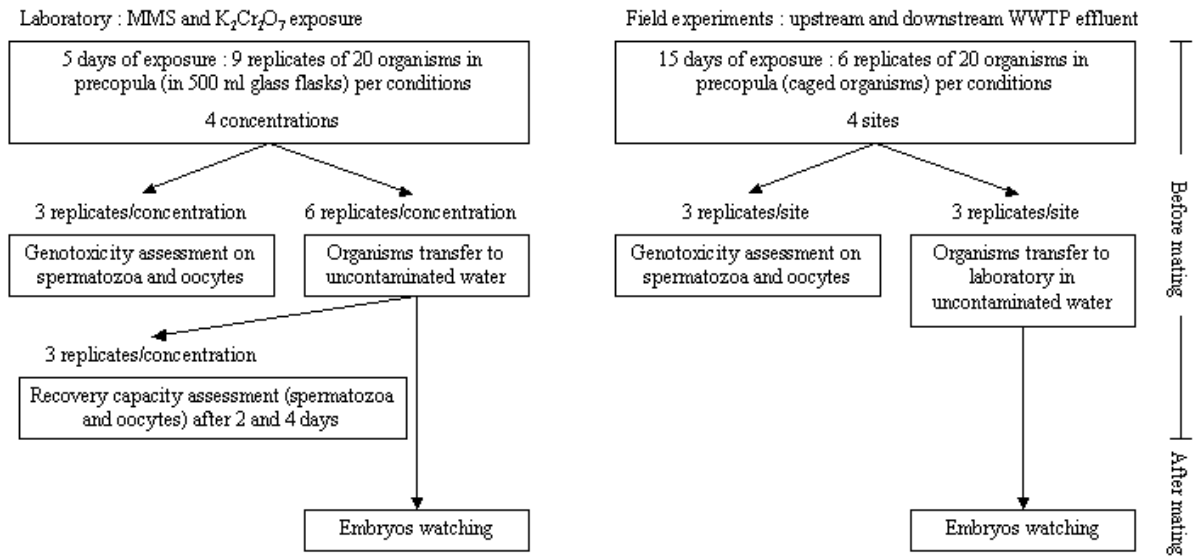 Laboratory : MMS and K₂Cr₂O₇ exposure
5 days of exposure : 9 replicates of 20 organisms in
precopula (in 500 ml glass flasks) per conditions
4 concentrations
3 replicates/concentration
6 replicates/concentration
Genotoxicity assessment on
spermatozoa and oocytes
Organisms transfer to
uncontaminated water
3 replicates/concentration
Recovery capacity assessment (spermatozoa
and oocytes) after 2 and 4 days
Embryos watching
Field experiments : upstream and downstream WWTP effluent
15 days of exposure : 6 replicates of 20 organisms in
precopula (caged organisms) per conditions
4 sites
3 replicates/site
3 replicates/site
Genotoxicity assessment on
spermatozoa and oocytes
Organisms transfer to
laboratory in
uncontaminated water
Embryos watching
Before mating
After mating